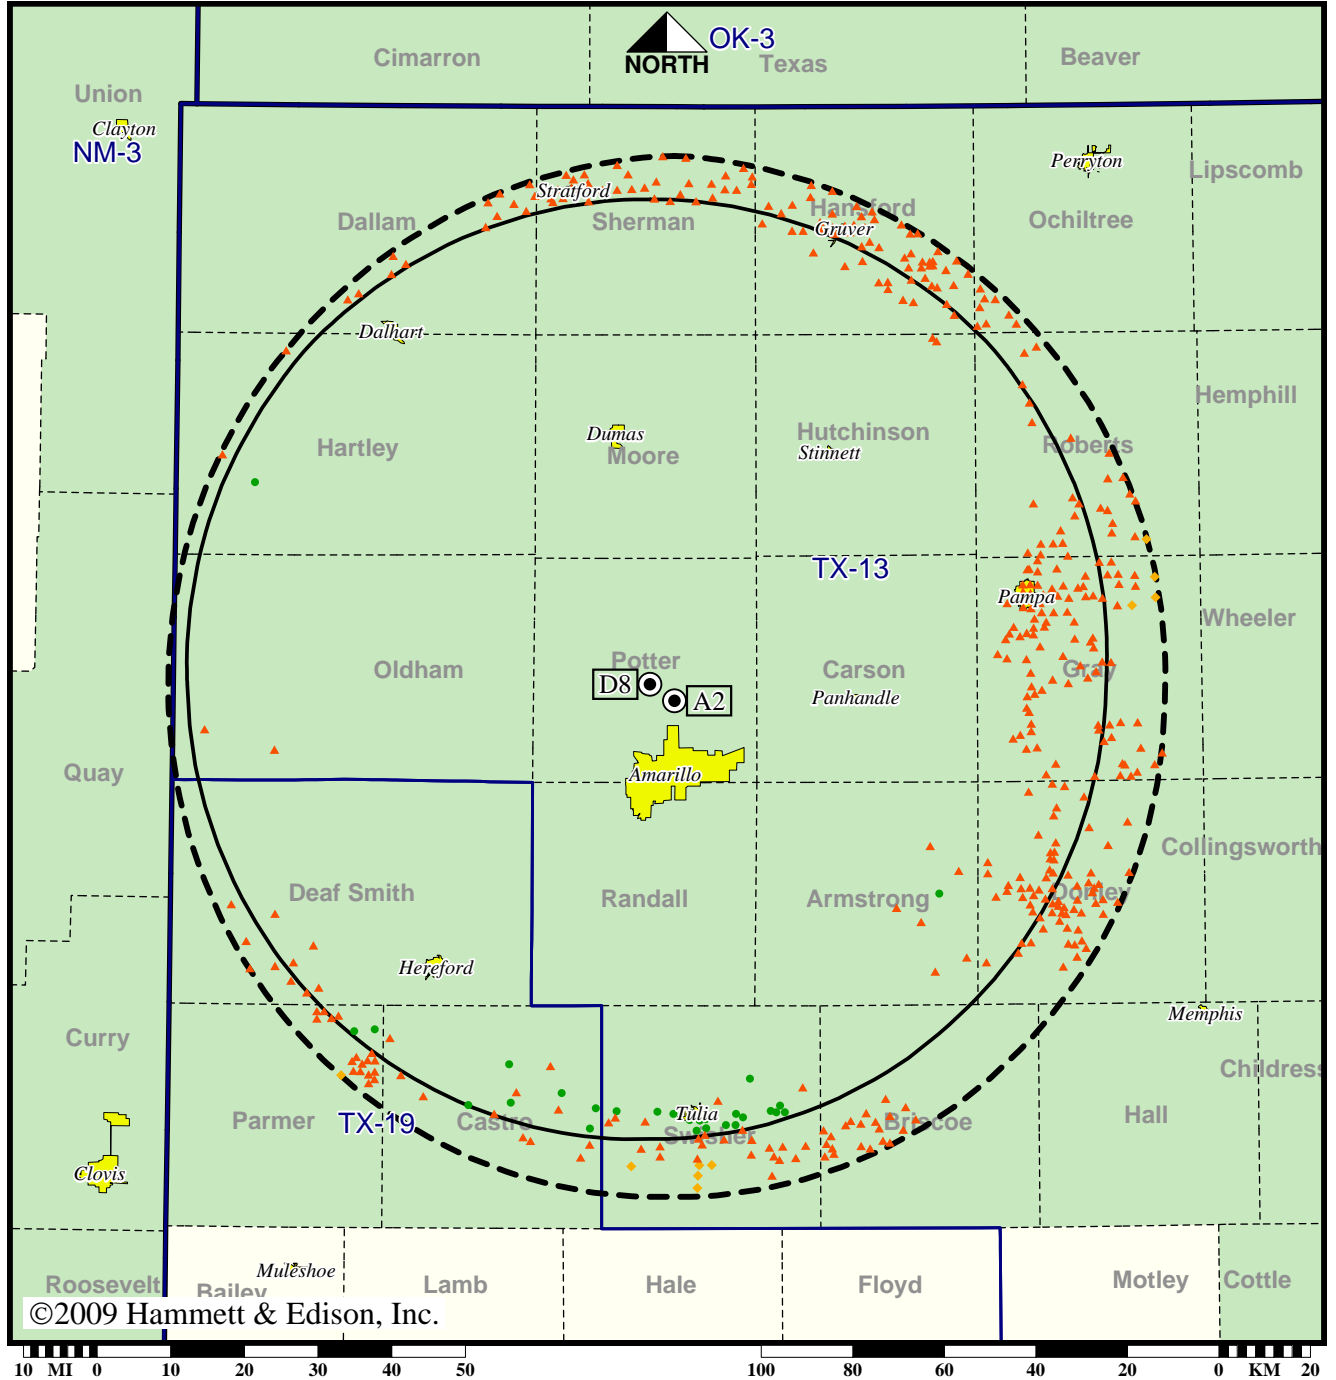 OK-3
NORTH
Cimarron
Texas
Beaver
Union
Clayton
NM-3
Perryton
Lipscomb
Stratford
Dallam
Sherman
Hansford
Gruver
Ochiltree
Dalhart
Hemphill
Dumas
Hartley
Moore
Hutchinson
Stinnett
Roberts
TX-13
Pampa
Wheeler
Oldham
Potter
Carson
Gray
D8
A2
Panhandle
Quay
Amarillo
Collingsworth
Deaf Smith
Randall
Armstrong
Donley
Hereford
Memphis
Curry
Childress
Parmer
TX-19
Castro
Tulia
Swisher
Briscoe
Hall
Clovis
Roosevelt
Bailey
Muleshoe
Lamb
Hale
Floyd
Motley
Cottle
©2009 Hammett & Edison, Inc.
10 MI 0 10 20 30 40 50
100 80 60 40 20 0 KM 20